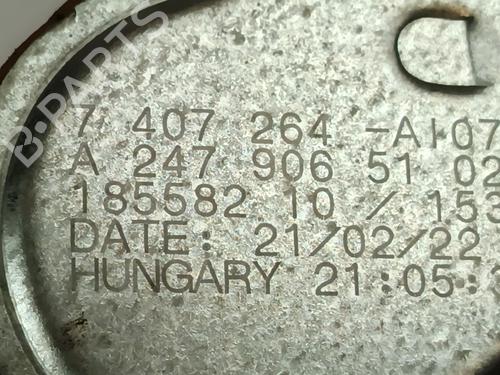 B-PARTS
7 407 264 -AI07
A 247 906 51 02
185582 10 / 153
DATE: 21/02/22
HUNGARY 21:05: